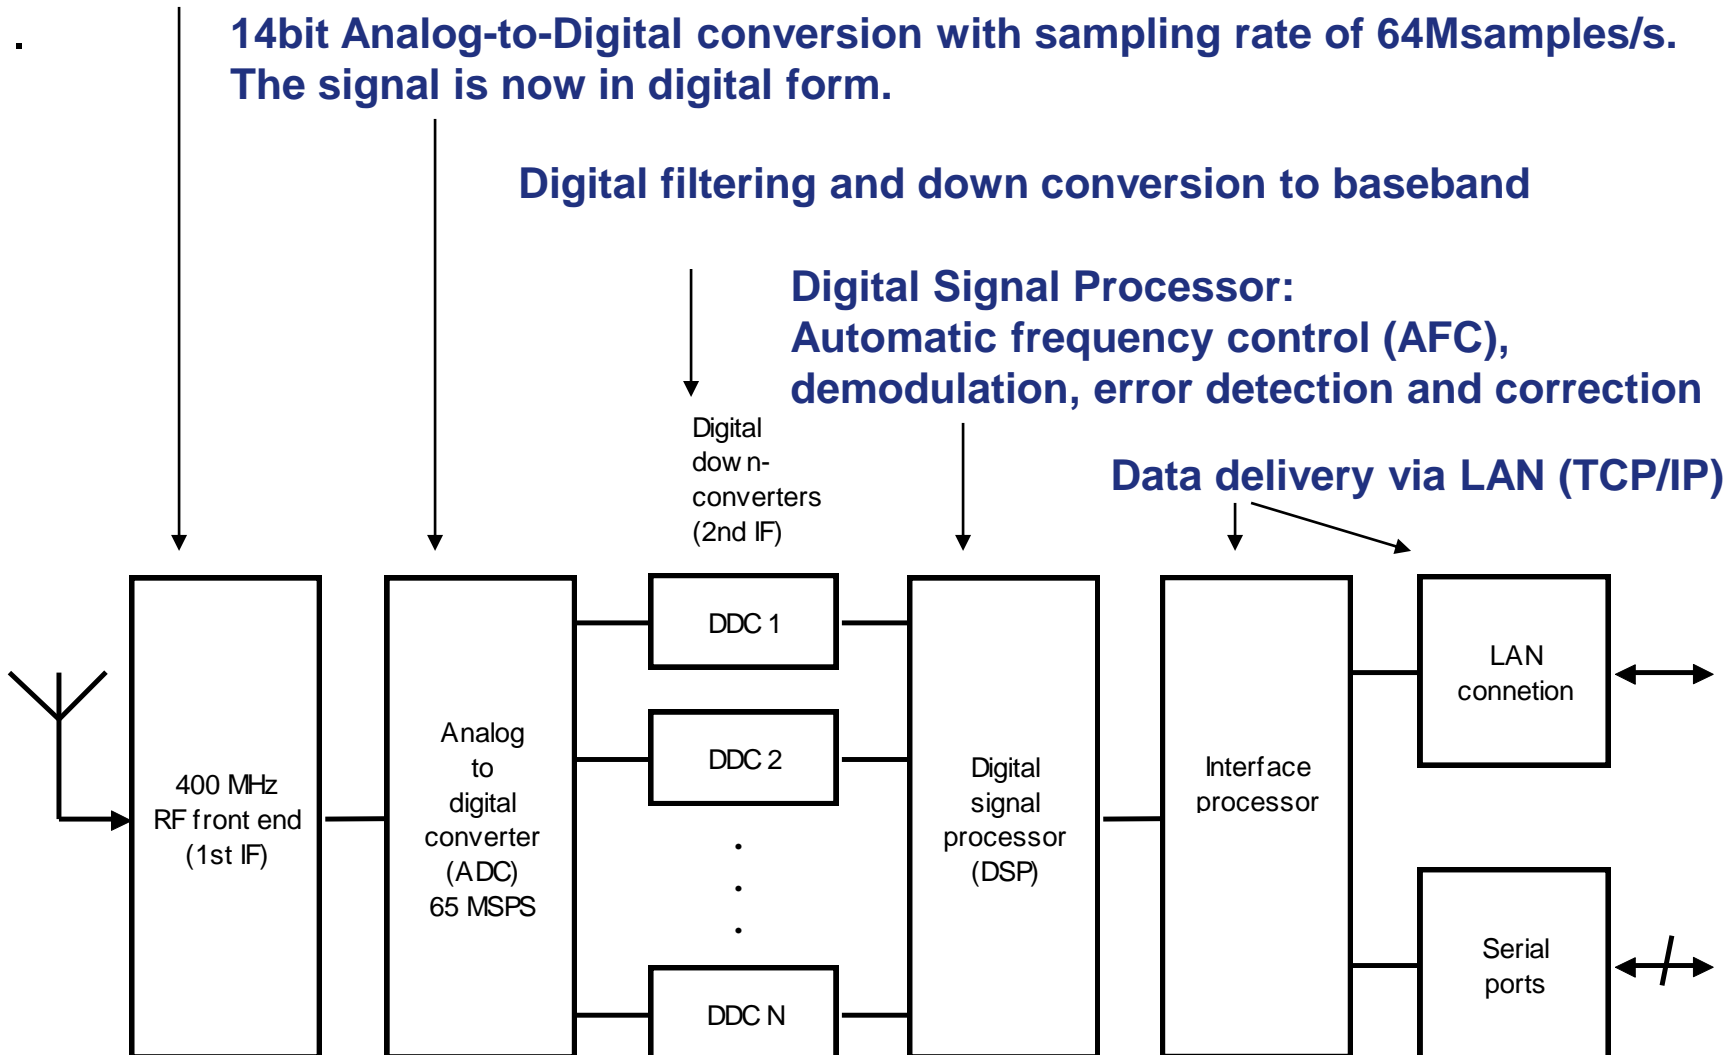 .
14bit Analog-to-Digital conversion with sampling rate of 64Msamples/s.
The signal is now in digital form.
Digital filtering and down conversion to baseband
Digital Signal Processor:
Automatic frequency control (AFC),
demodulation, error detection and correction
Data delivery via LAN (TCP/IP)
Digital
down-
converters
(2nd IF)
400 MHz
RF front end
(1st IF)
Analog
to
digital
converter
(ADC)
65 MSPS
DDC 1
DDC 2
.
.
.
DDC N
Digital
signal
processor
(DSP)
Interface
processor
LAN
connetion
Serial
ports